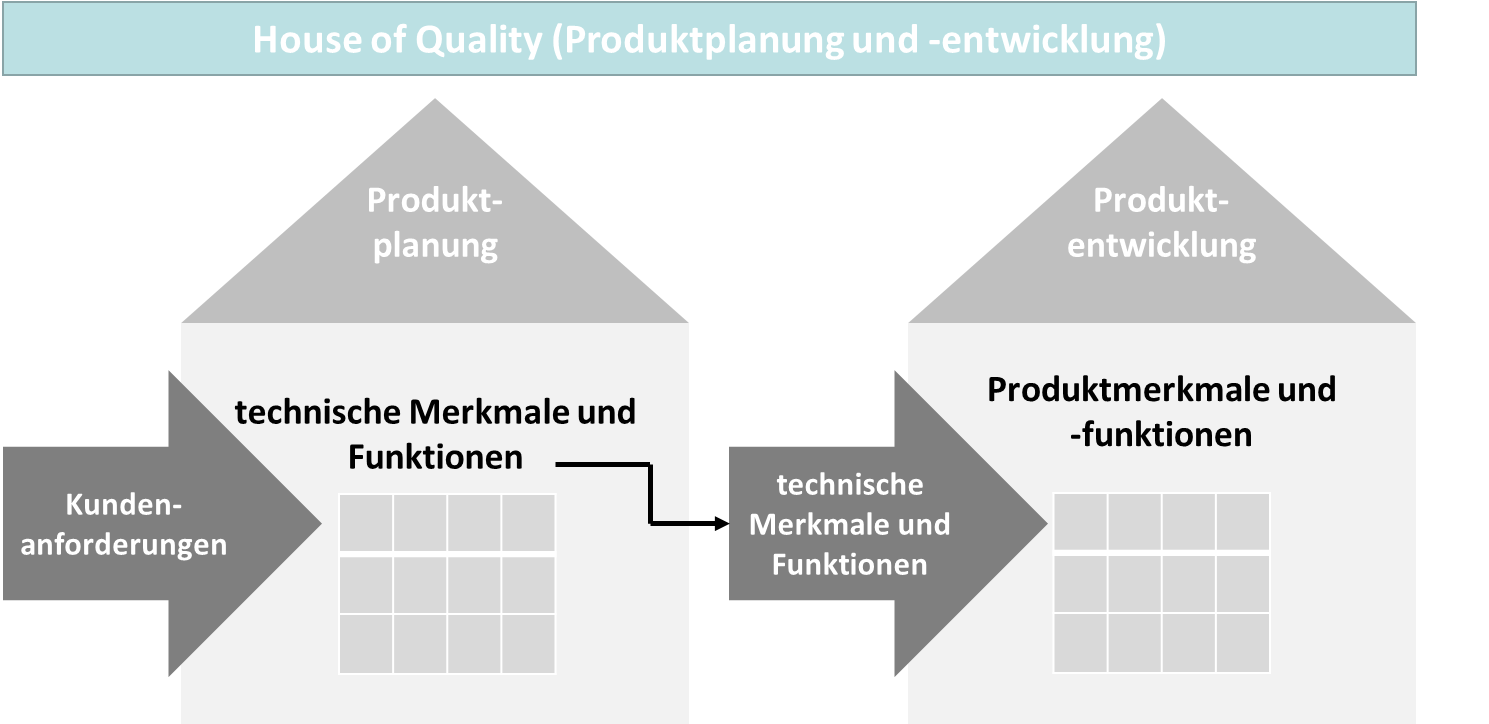 House of Quality (Produktplanung und -entwicklung)
Produkt-
planung
technische Merkmale und
Funktionen
Kunden-
anforderungen
Produkt-
entwicklung
Produktmerkmale und
-funktionen
technische
Merkmale und
Funktionen